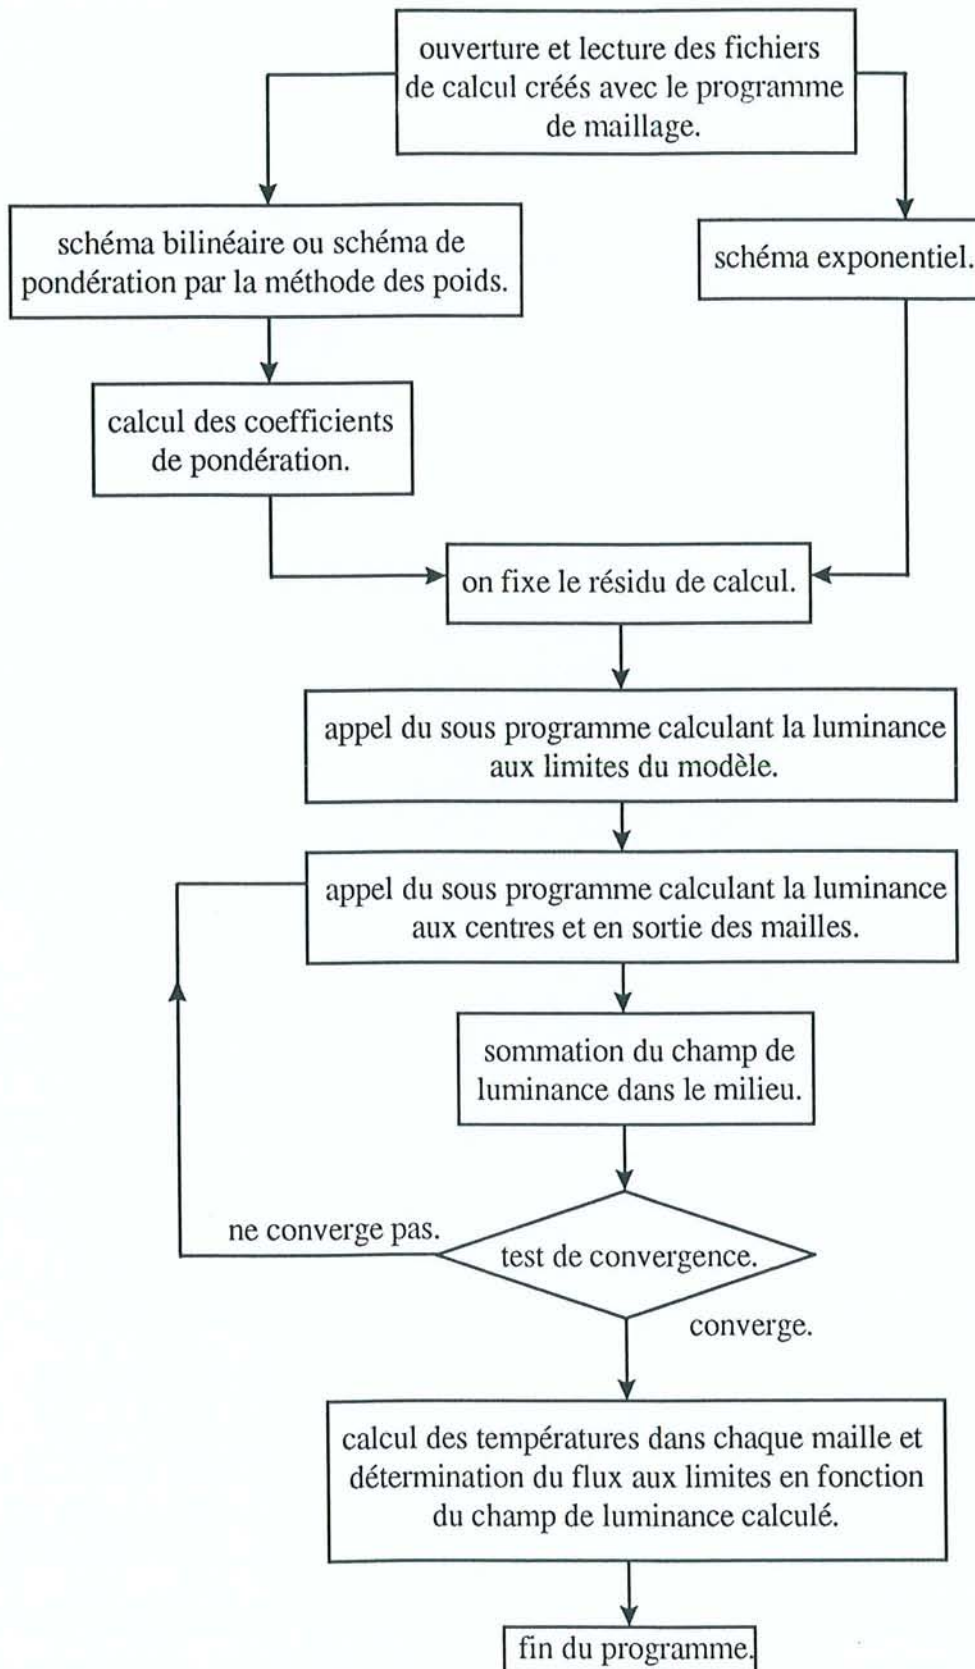 ouverture et lecture des fichiers
de calcul créés avec le programme
de maillage.
schéma bilinéaire ou schéma de
pondération par la méthode des poids.
schéma exponentiel.
calcul des coefficients
de pondération.
on fixe le résidu de calcul.
appel du sous programme calculant la luminance
aux limites du modèle.
appel du sous programme calculant la luminance
aux centres et en sortie des mailles.
sommation du champ de
luminance dans le milieu.
ne converge pas.
test de convergence.
converge.
calcul des températures dans chaque maille et
détermination du flux aux limites en fonction
du champ de luminance calculé.
fin du programme.